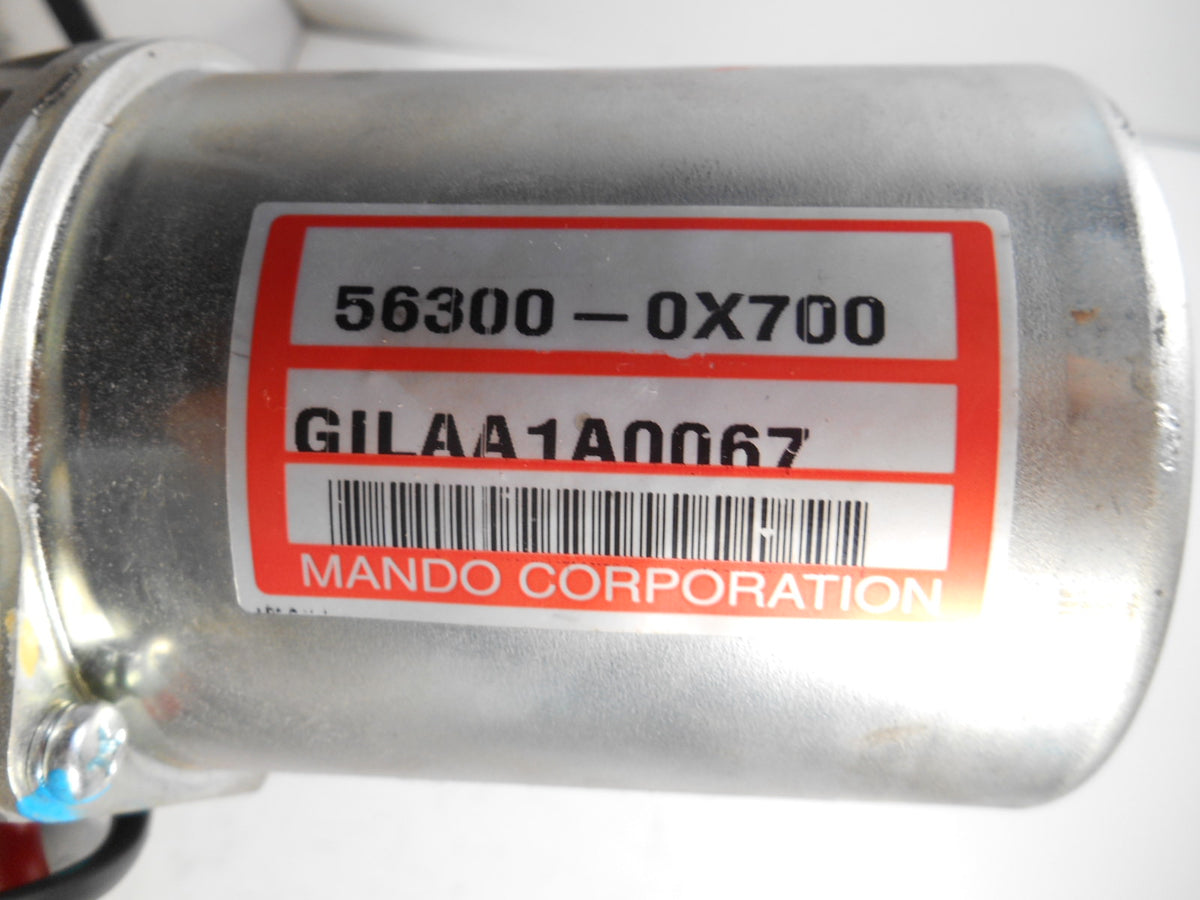 56300-0X700
GILAA1A0067
MANDO CORPORATION